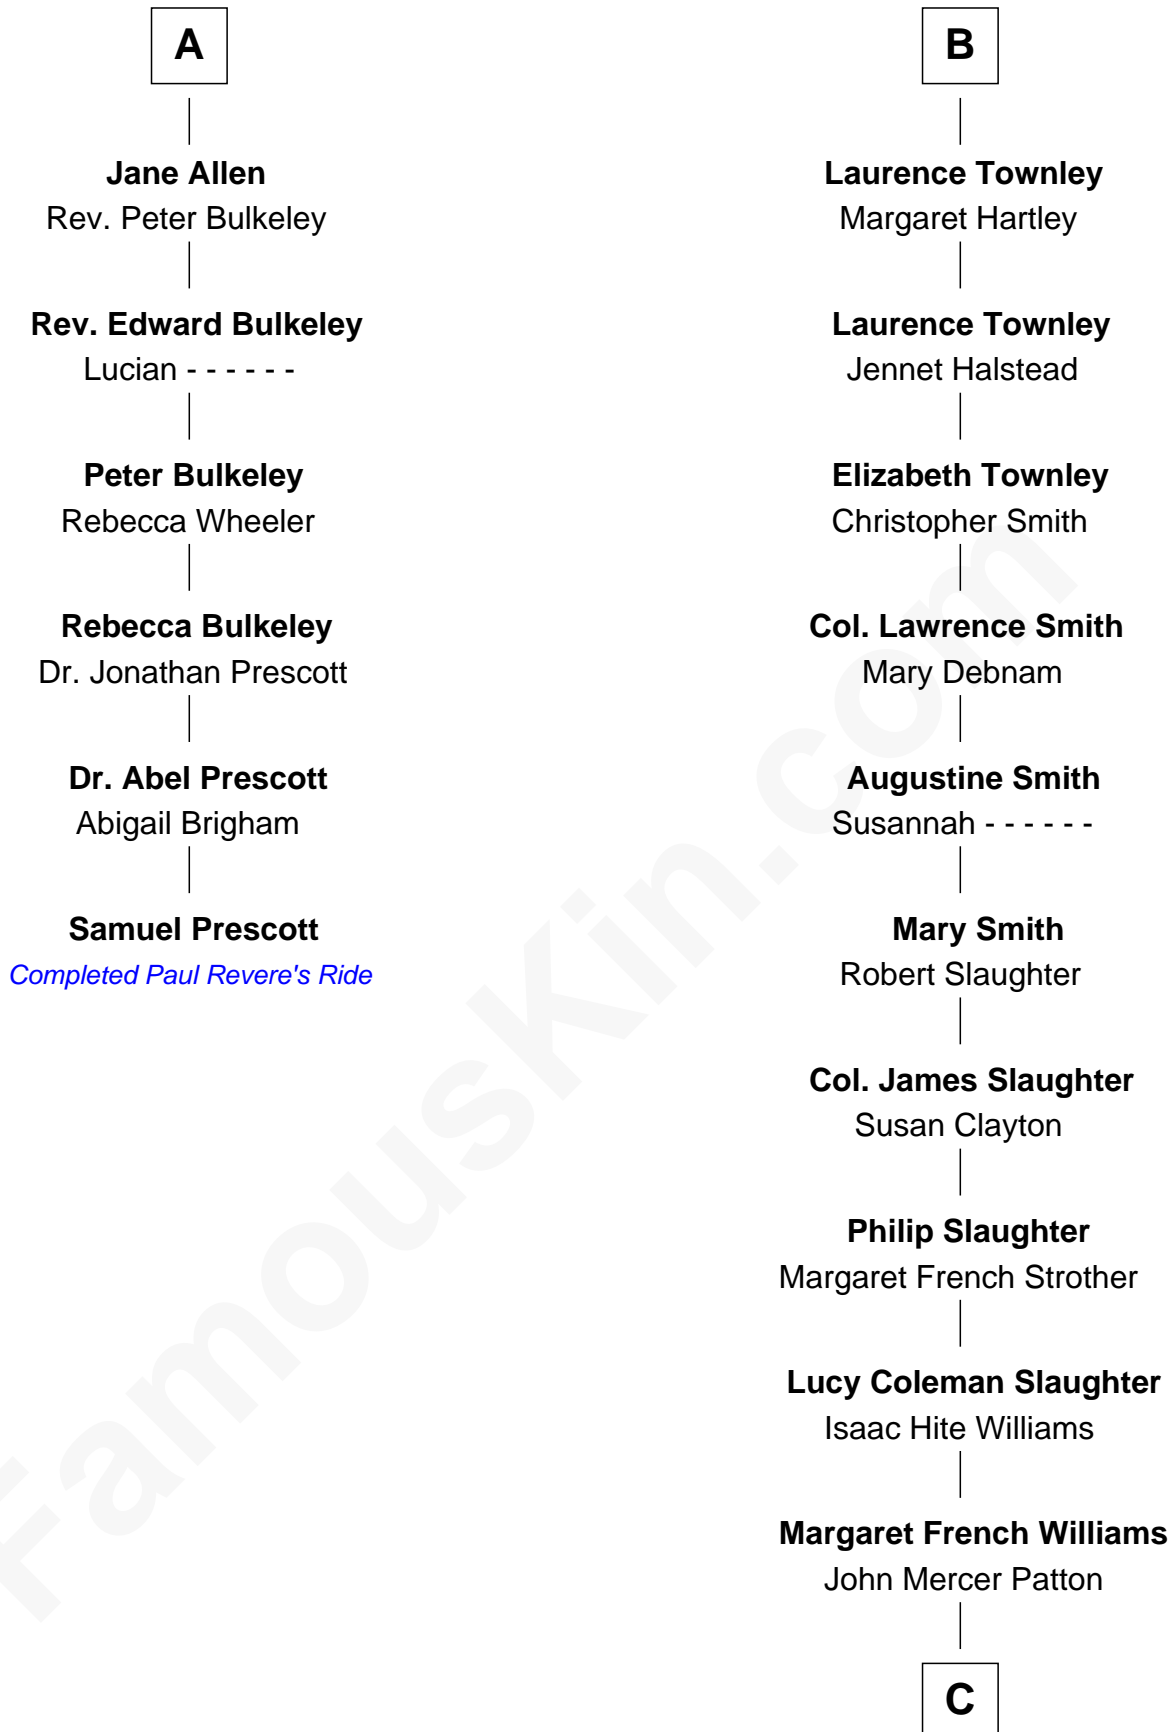 A
Jane Allen
Rev. Peter Bulkeley
Rev. Edward Bulkeley
Lucian - - - - - -
Peter Bulkeley
Rebecca Wheeler
Rebecca Bulkeley
Dr. Jonathan Prescott
Dr. Abel Prescott
Abigail Brigham
Samuel Prescott
Completed Paul Revere's Ride
B
Laurence Townley
Margaret Hartley
Laurence Townley
Jennet Halstead
Elizabeth Townley
Christopher Smith
Col. Lawrence Smith
Mary Debnam
Augustine Smith
Susannah - - - - - -
Mary Smith
Robert Slaughter
Col. James Slaughter
Susan Clayton
Philip Slaughter
Margaret French Strother
Lucy Coleman Slaughter
Isaac Hite Williams
Margaret French Williams
John Mercer Patton
C
FamousKin.com